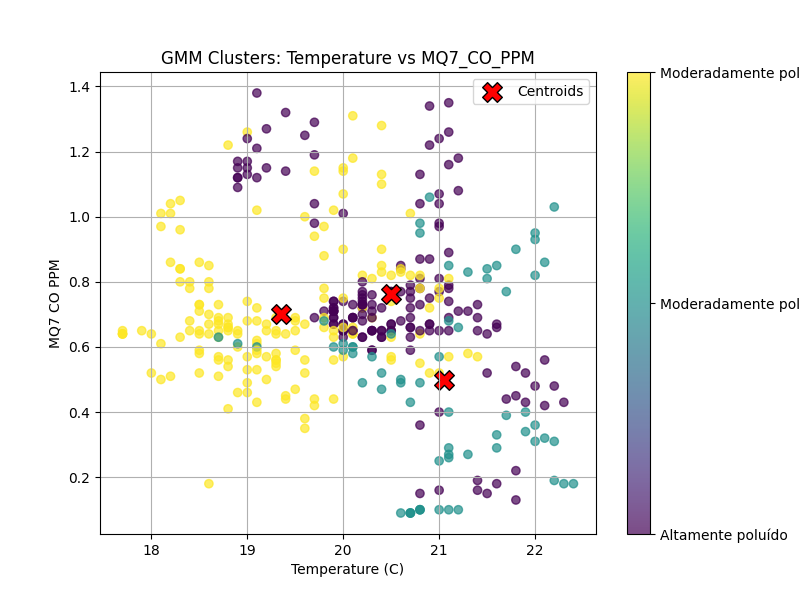 GMM Clusters: Temperature vs MQ7_CO_PPM
Centroids
MQ7 CO PPM
1.4
1.2
1.0
0.8
0.6
0.4
0.2
18 19 20 21 22
Temperature (C)
Moderadamente pol
Moderadamente pol
Altamente poluído